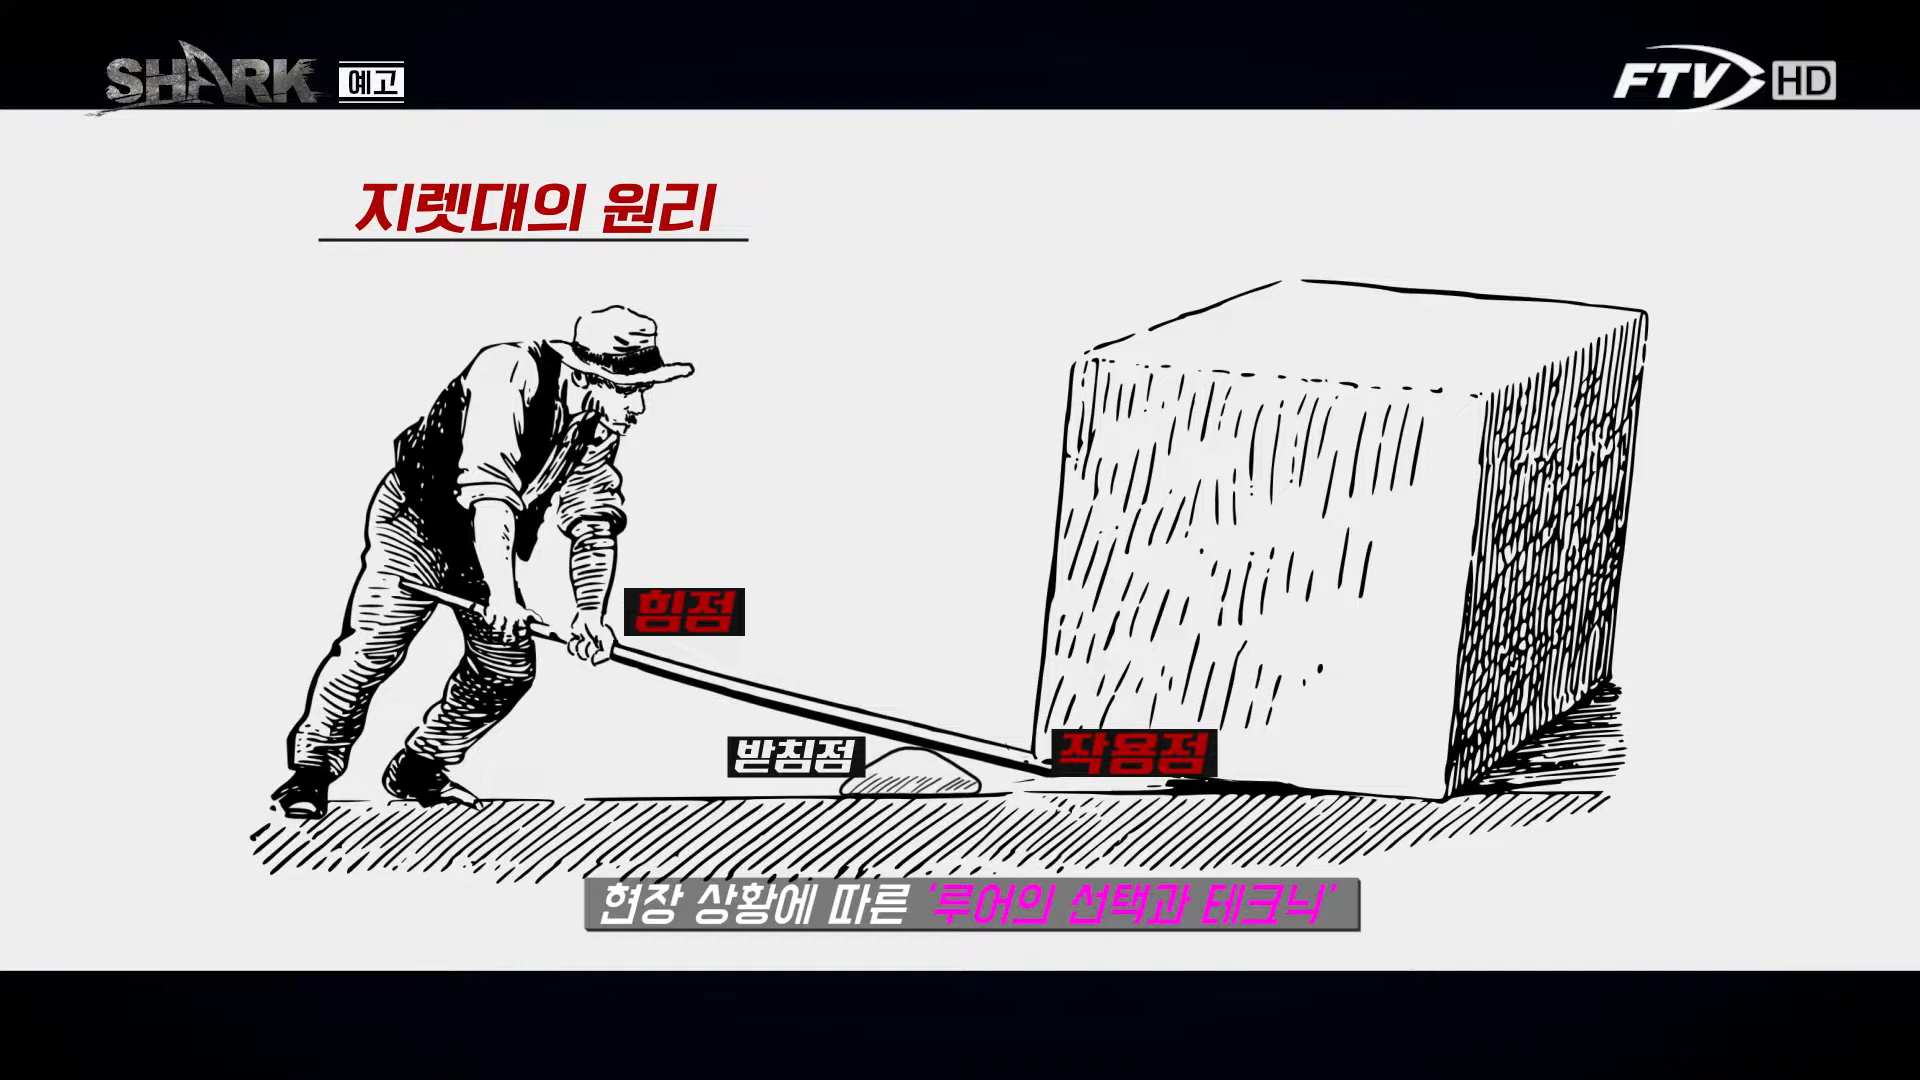 SHARK 예고
FTV HD
지렛대의 원리
힘점
받침점
작용점
현장 상황에 따른 '루어의 선택과 테크닉'